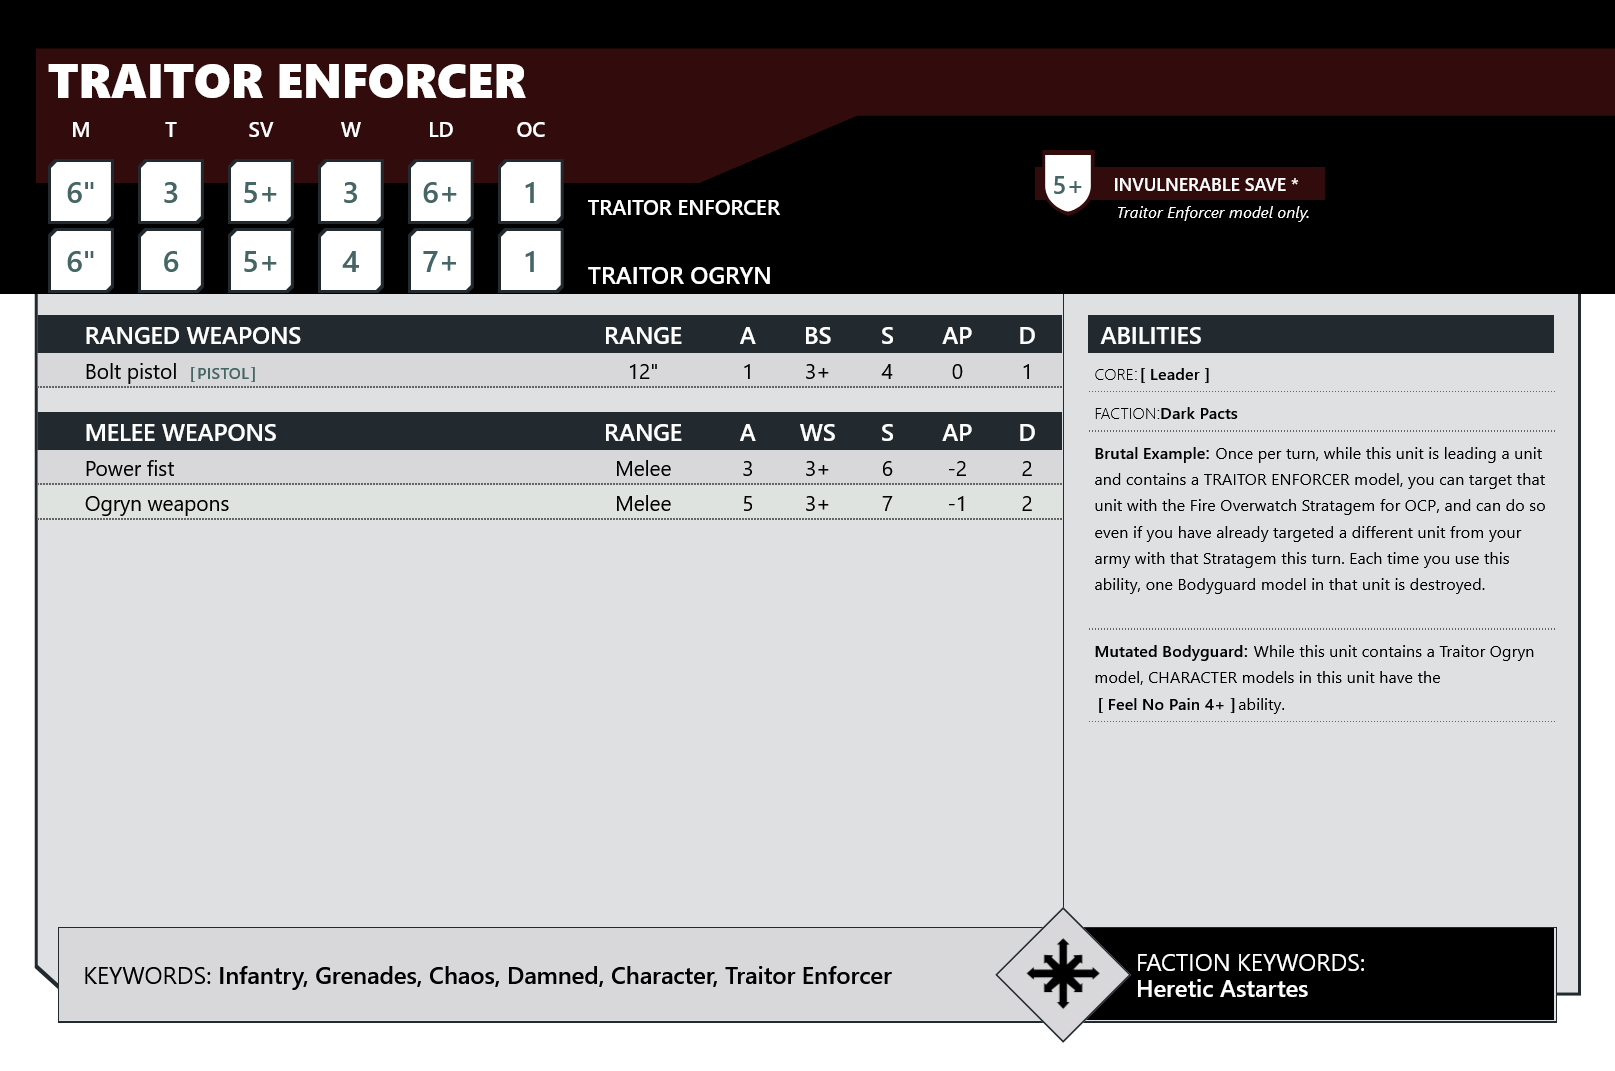 TRAITOR ENFORCER
M T SV W LD OC
6" 3 5+ 3 6+ 1 TRAITOR ENFORCER
6" 6 5+ 4 7+ 1 TRAITOR OGRYN
5+ INVULNERABLE SAVE *
Traitor Enforcer model only.
RANGED WEAPONS RANGE A BS S AP D
Bolt pistol [PISTOL] 12" 1 3+ 4 0 1
MELEE WEAPONS RANGE A WS S AP D
Power fist Melee 3 3+ 6 -2 2
Ogryn weapons Melee 5 3+ 7 -1 2
ABILITIES
CORE: [ Leader ]
FACTION:Dark Pacts
Brutal Example: Once per turn, while this unit is leading a unit
and contains a TRAITOR ENFORCER model, you can target that
unit with the Fire Overwatch Stratagem for OCP, and can do so
even if you have already targeted a different unit from your
army with that Stratagem this turn. Each time you use this
ability, one Bodyguard model in that unit is destroyed.
Mutated Bodyguard: While this unit contains a Traitor Ogryn
model, CHARACTER models in this unit have the
[ Feel No Pain 4+ ] ability.
KEYWORDS: Infantry, Grenades, Chaos, Damned, Character, Traitor Enforcer
FACTION KEYWORDS:
Heretic Astartes